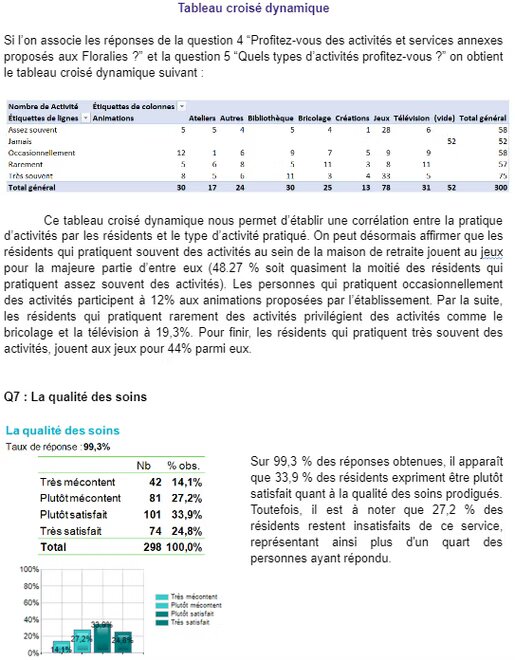 Tableau croisé dynamique
Si l'on associe les réponses de la question 4 “Profitez-vous des activités et services annexes
proposés aux Floralies ?” et la question 5 “Quels types d'activités profitez-vous ?” on obtient
le tableau croisé dynamique suivant :
Nombre de Activité Étiquettes de colonnes
Étiquettes de lignes Animations Ateliers Autres Bibliothèque Bricolage Créations Jeux Télévision (vide) Total général
Assez souvent 5 5 4 5 4 1 28 6 58
Jamais 52 52
Occasionnellement 12 1 6 9 7 5 9 9 58
Rarement 5 6 8 5 11 3 8 11 57
Très souvent 8 5 6 11 3 4 33 5 75
Total général 30 17 24 30 25 13 78 31 52 300
Ce tableau croisé dynamique nous permet d'établir une corrélation entre la pratique
d'activités par les résidents et le type d'activité pratiqué. On peut désormais affirmer que les
résidents qui pratiquent souvent des activités au sein de la maison de retraite jouent au jeux
pour la majeure partie d'entre eux (48.27 % soit quasiment la moitié des résidents qui
pratiquent assez souvent des activités). Les personnes qui pratiquent occasionnellement
des activités participent à 12% aux animations proposées par l'établissement. Par la suite,
les résidents qui pratiquent rarement des activités privilégient des activités comme le
bricolage et la télévision à 19,3%. Pour finir, les résidents qui pratiquent très souvent des
activités, jouent aux jeux pour 44% parmi eux.
Q7 : La qualité des soins
La qualité des soins
Taux de réponse : 99,3%
Nb % obs.
Très mécontent 42 14,1%
Plutôt mécontent 81 27,2%
Plutôt satisfait 101 33,9%
Très satisfait 74 24,8%
Total 298 100,0%
Sur 99,3 % des réponses obtenues, il apparaît
que 33,9 % des résidents expriment être plutôt
satisfait quant à la qualité des soins prodigués.
Toutefois, il est à noter que 27,2 % des
résidents restent insatisfaits de ce service,
représentant ainsi plus d'un quart des
personnes ayant répondu.
100%
80%
60%
40%
20%
0%
14,1%
27,2%
33,9%
24,8%
Très mécontent
Plutôt mécontent
Plutôt satisfait
Très satisfait